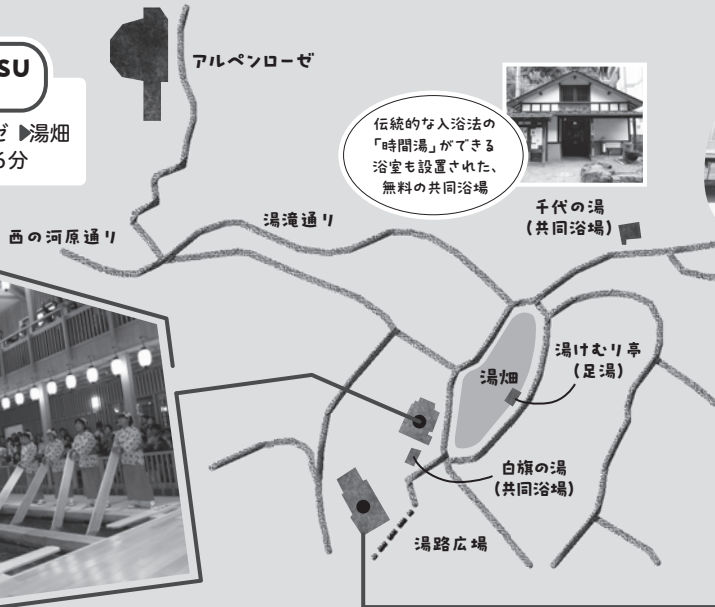 SU
ゼ ▶湯畑
6分
アルペンローゼ
伝統的な入浴法の
「時間湯」ができる
浴室も設置された、
無料の共同浴場
千代の湯
(共同浴場)
西の河原通り
湯滝通り
湯畑
湯けむり亭
(足湯)
白旗の湯
(共同浴場)
湯路広場